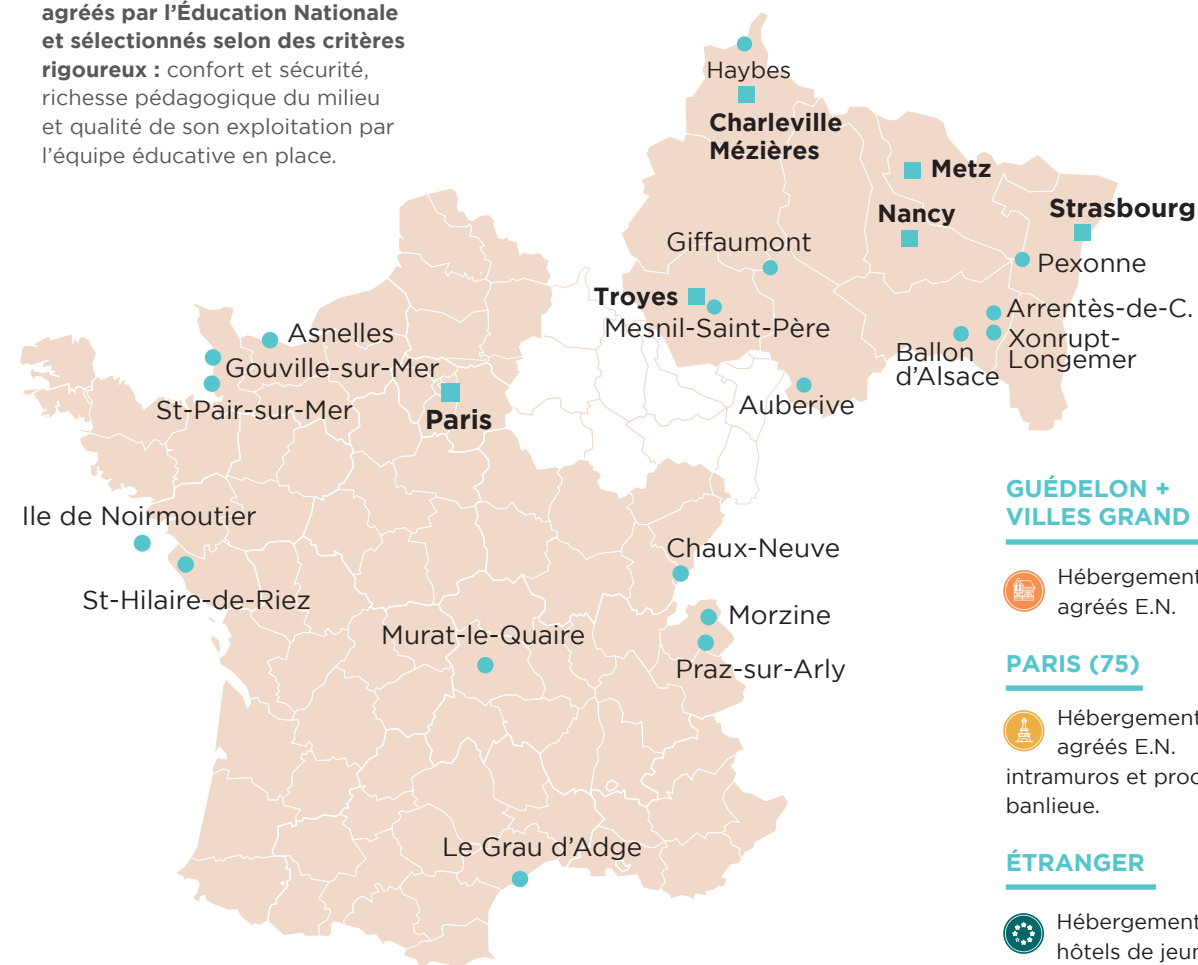 agréés par l'Éducation Nationale
et sélectionnés selon des critères
rigoureux : confort et sécurité,
richesse pédagogique du milieu
et qualité de son exploitation par
l'équipe éducative en place.
Haybes
Charleville
Mézières
Metz
Nancy
Strasbourg
Giffaumont
Pexonne
Troyes
Mesnil-Saint-Père
Arrentès-de-C.
Xonrupt-
Longemer
Ballon
d'Alsace
Auberive
Asnelles
Gouville-sur-Mer
St-Pair-sur-Mer
Paris
Ile de Noirmoutier
St-Hilaire-de-Riez
Chaux-Neuve
Morzine
Murat-le-Quaire
Praz-sur-Arly
Le Grau d'Adge
GUÉDELON +
VILLES GRAND
Hébergement
agréés E.N.
PARIS (75)
Hébergement
agréés E.N.
intramuros et proc
banlieue.
ÉTRANGER
Hébergement
hôtels de jeun